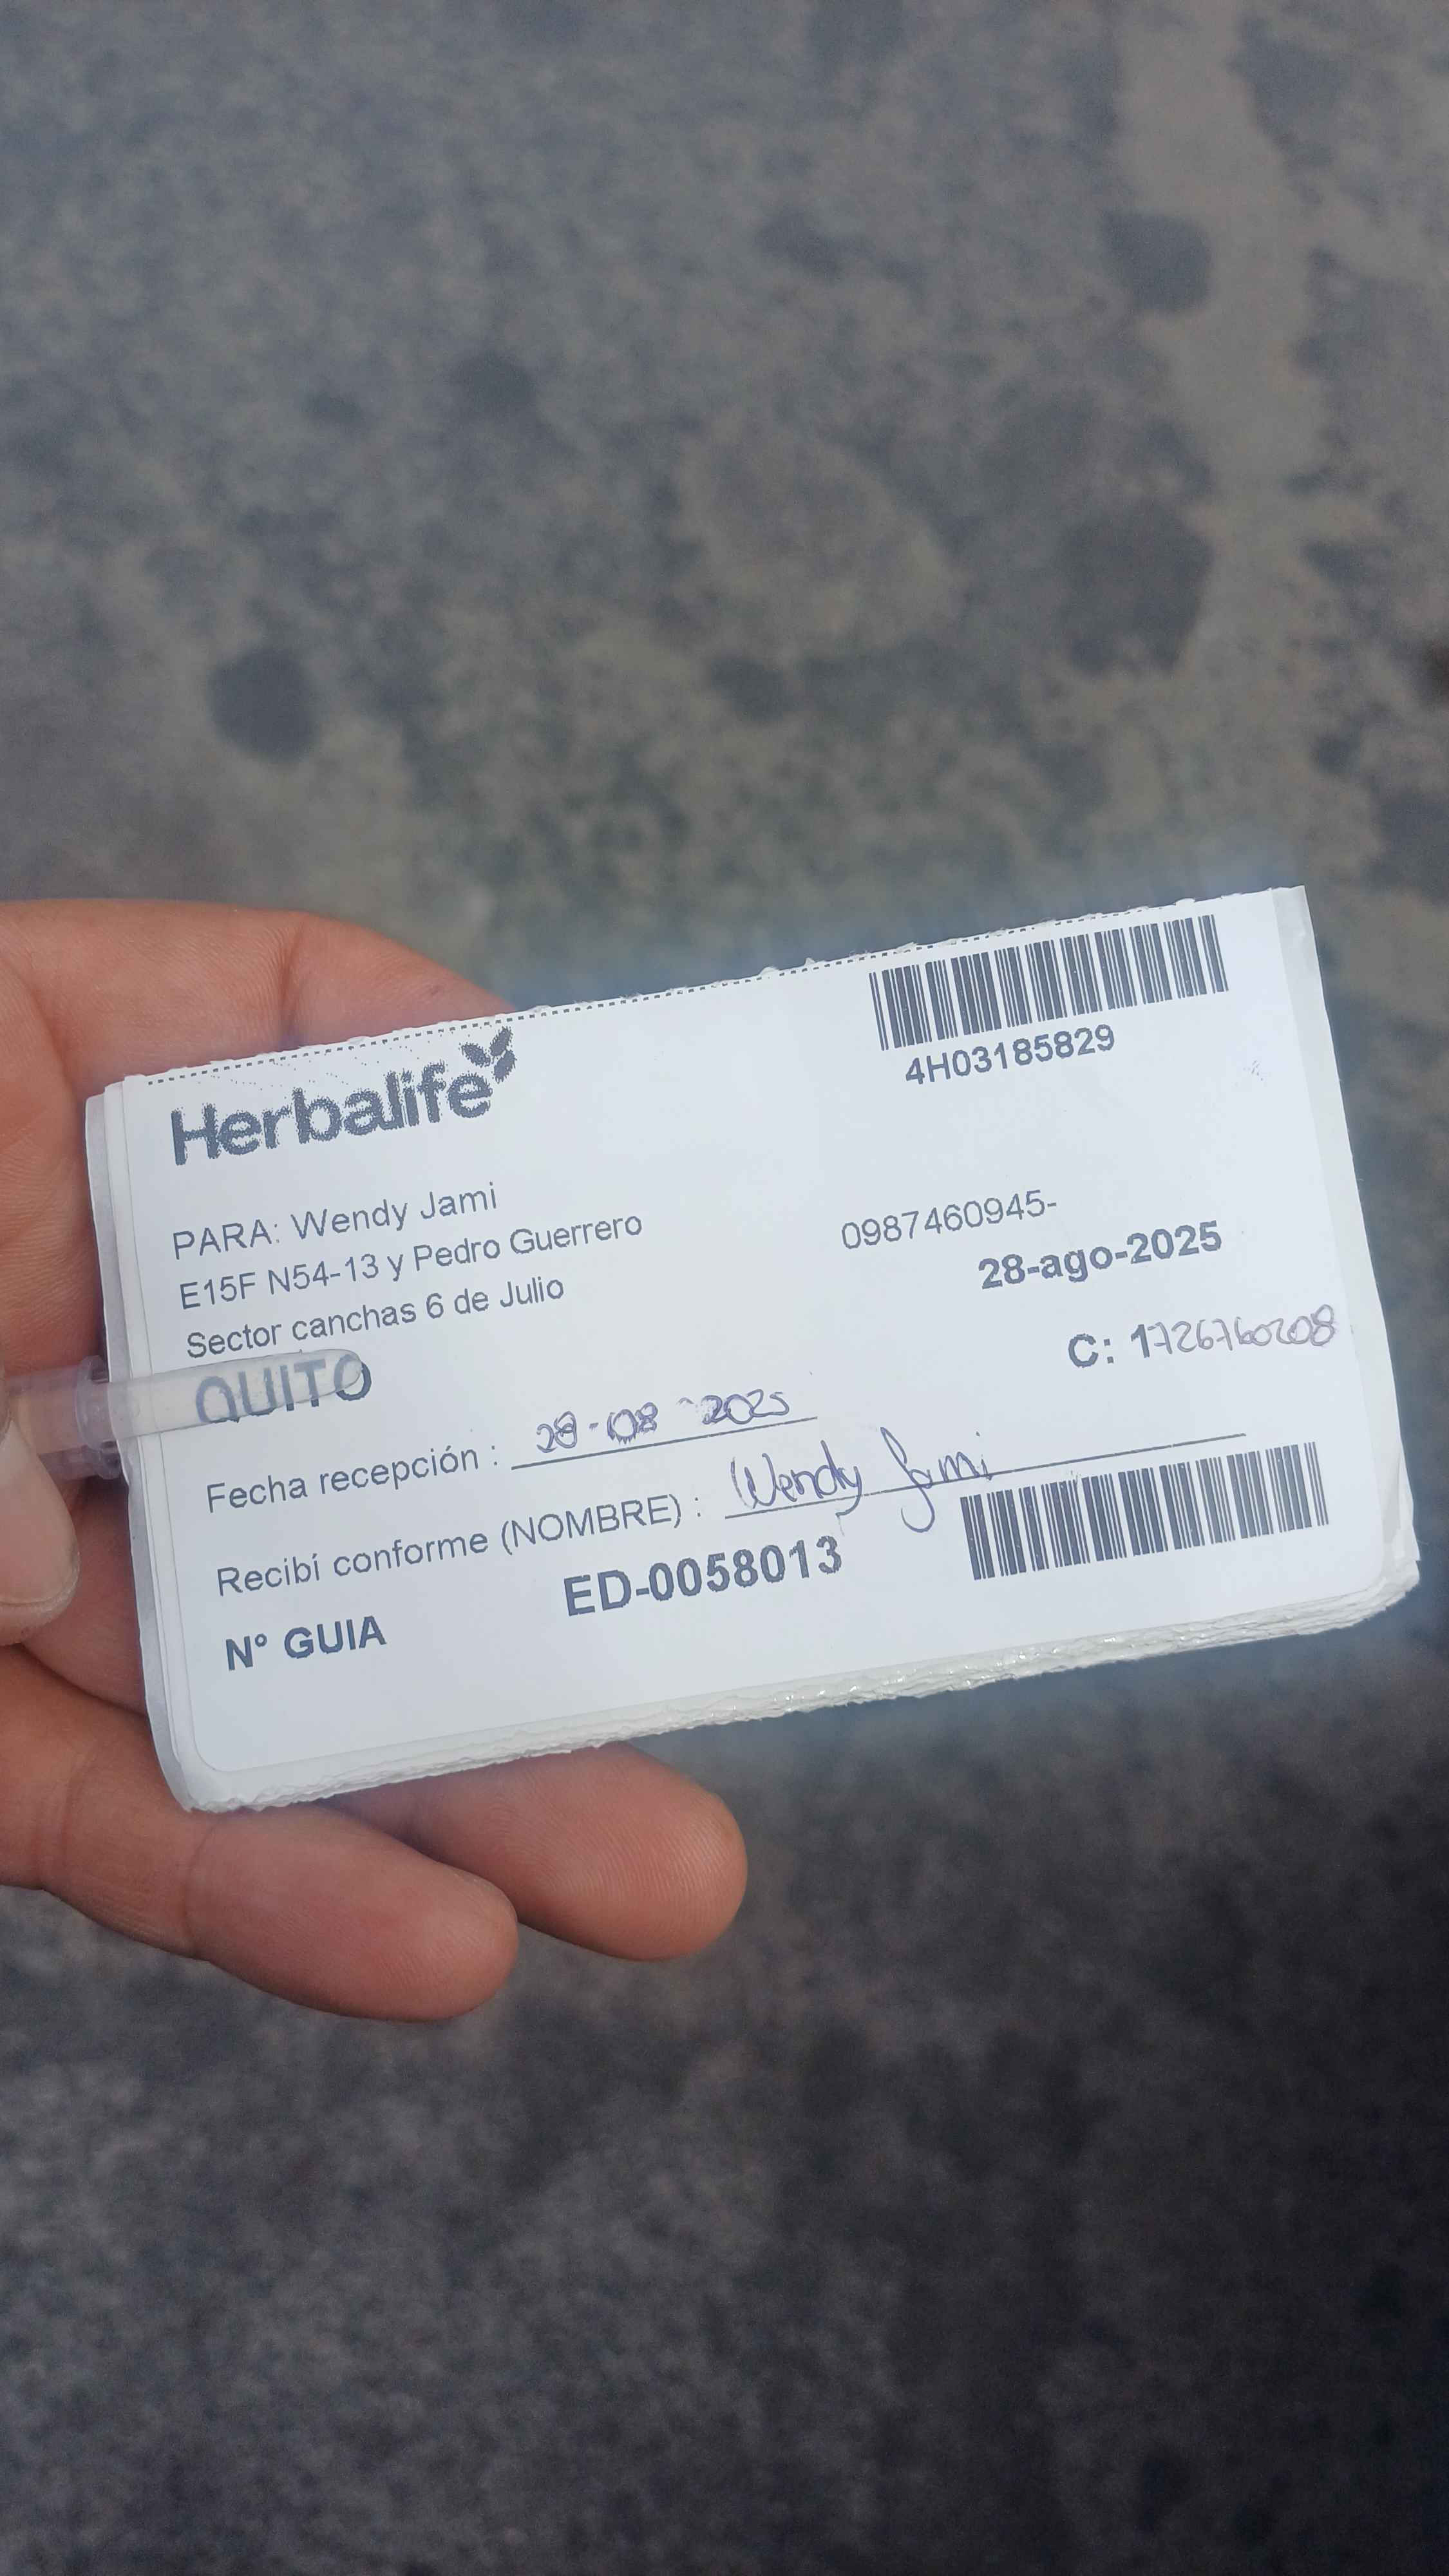 Herbalife
4H03185829
PARA: Wendy Jami
E15F N54-13 y Pedro Guerrero
Sector canchas 6 de Julio
QUITO
0987460945-
28-ago-2025
C: 1726760208
Fecha recepción : 28-08-2025
Recibí conforme (NOMBRE) : Wendy Jami
Nº GUIA ED-0058013